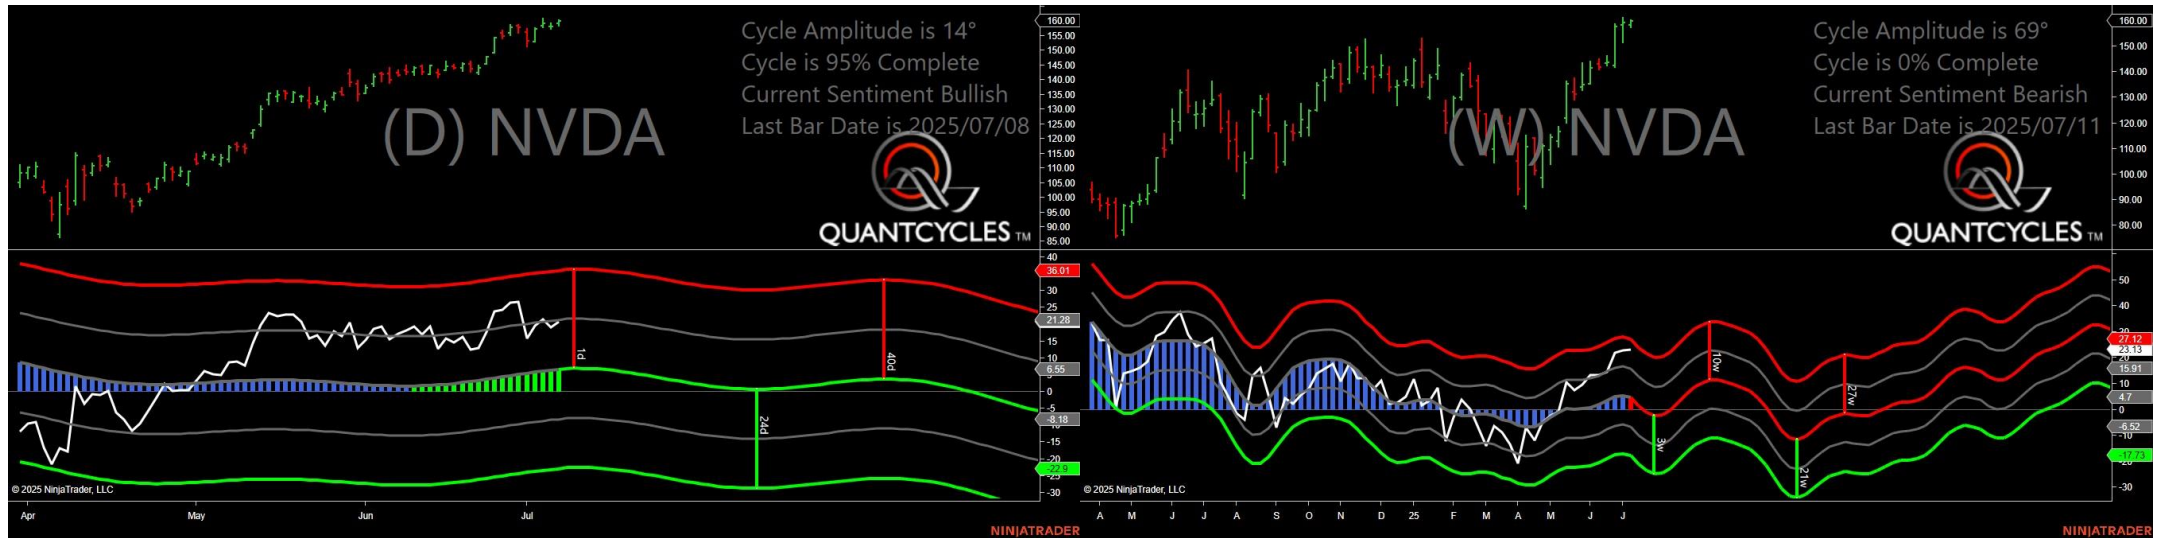 Cycle Amplitude is 14°
Cycle is 95% Complete
Current Sentiment Bullish
Last Bar Date is 2025/07/08
(D) NVDA
QUANTCYCLES TM
160.00
155.00
150.00
145.00
140.00
135.00
130.00
125.00
120.00
115.00
110.00
105.00
100.00
95.00
90.00
85.00
40
36.01
30
25
21.28
15
10
6.55
0
-5
-8.18
-15
-20
-22.9
-25
-30
1d
24d
40d
© 2025 NinjaTrader, LLC
Apr May Jun Jul
NINJATRADER
Cycle Amplitude is 69°
Cycle is 0% Complete
Current Sentiment Bearish
Last Bar Date is 2025/07/11
(W) NVDA
QUANTCYCLES TM
160.00
150.00
140.00
130.00
120.00
110.00
100.00
90.00
80.00
50
40
30
27.12
23.13
20
15.91
10
4.7
0
-6.52
-10
-17.73
-30
3w
10w
21w
27w
© 2025 NinjaTrader, LLC
A M J J A S O N D 25 F M A M J J
NINJATRADER